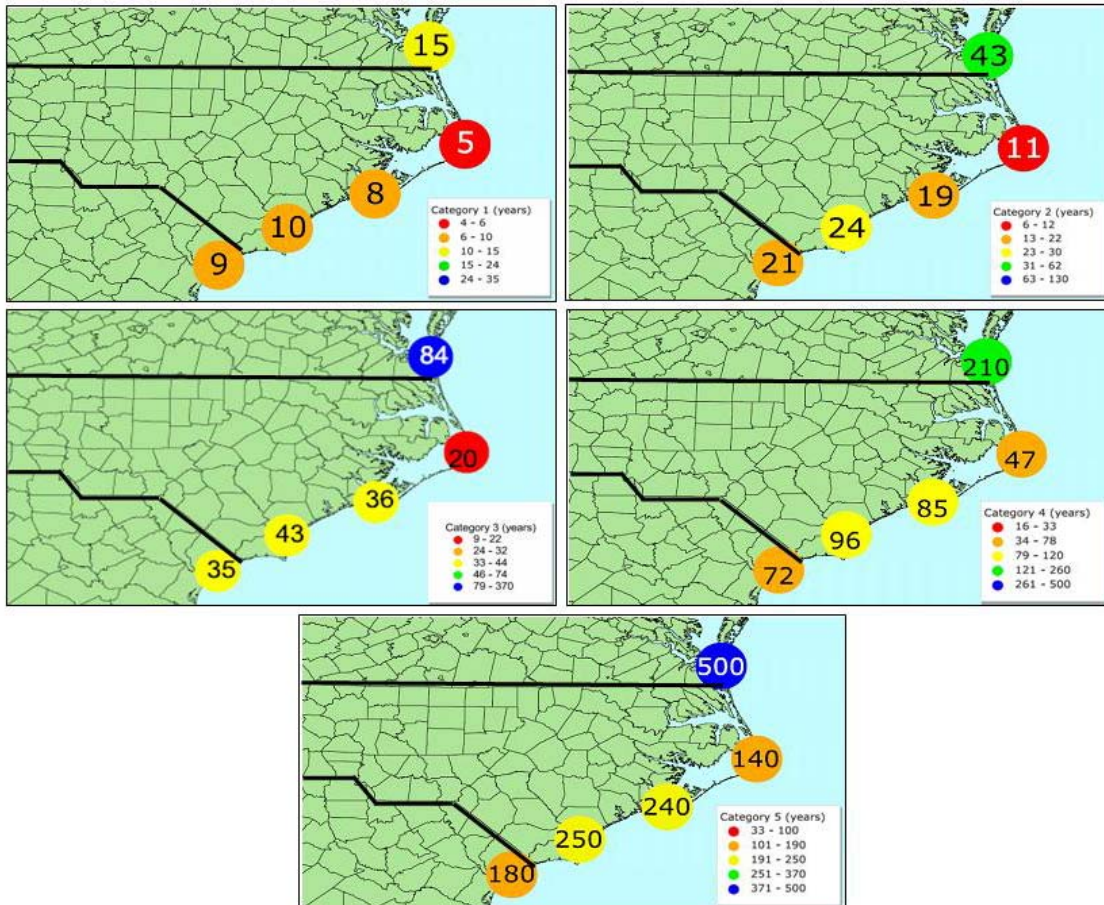 15
5
8
10
9
Category 1 (years)
4 - 6
6 - 10
10 - 15
15 - 24
24 - 35
43
11
19
24
21
Category 2 (years)
6 - 12
13 - 22
23 - 30
31 - 62
63 - 130
84
20
36
43
35
Category 3 (years)
9 - 22
24 - 32
33 - 44
46 - 74
79 - 370
210
47
85
96
72
Category 4 (years)
16 - 33
34 - 78
79 - 120
121 - 260
261 - 500
500
140
240
250
180
Category 5 (years)
33 - 100
101 - 190
191 - 250
251 - 370
371 - 500